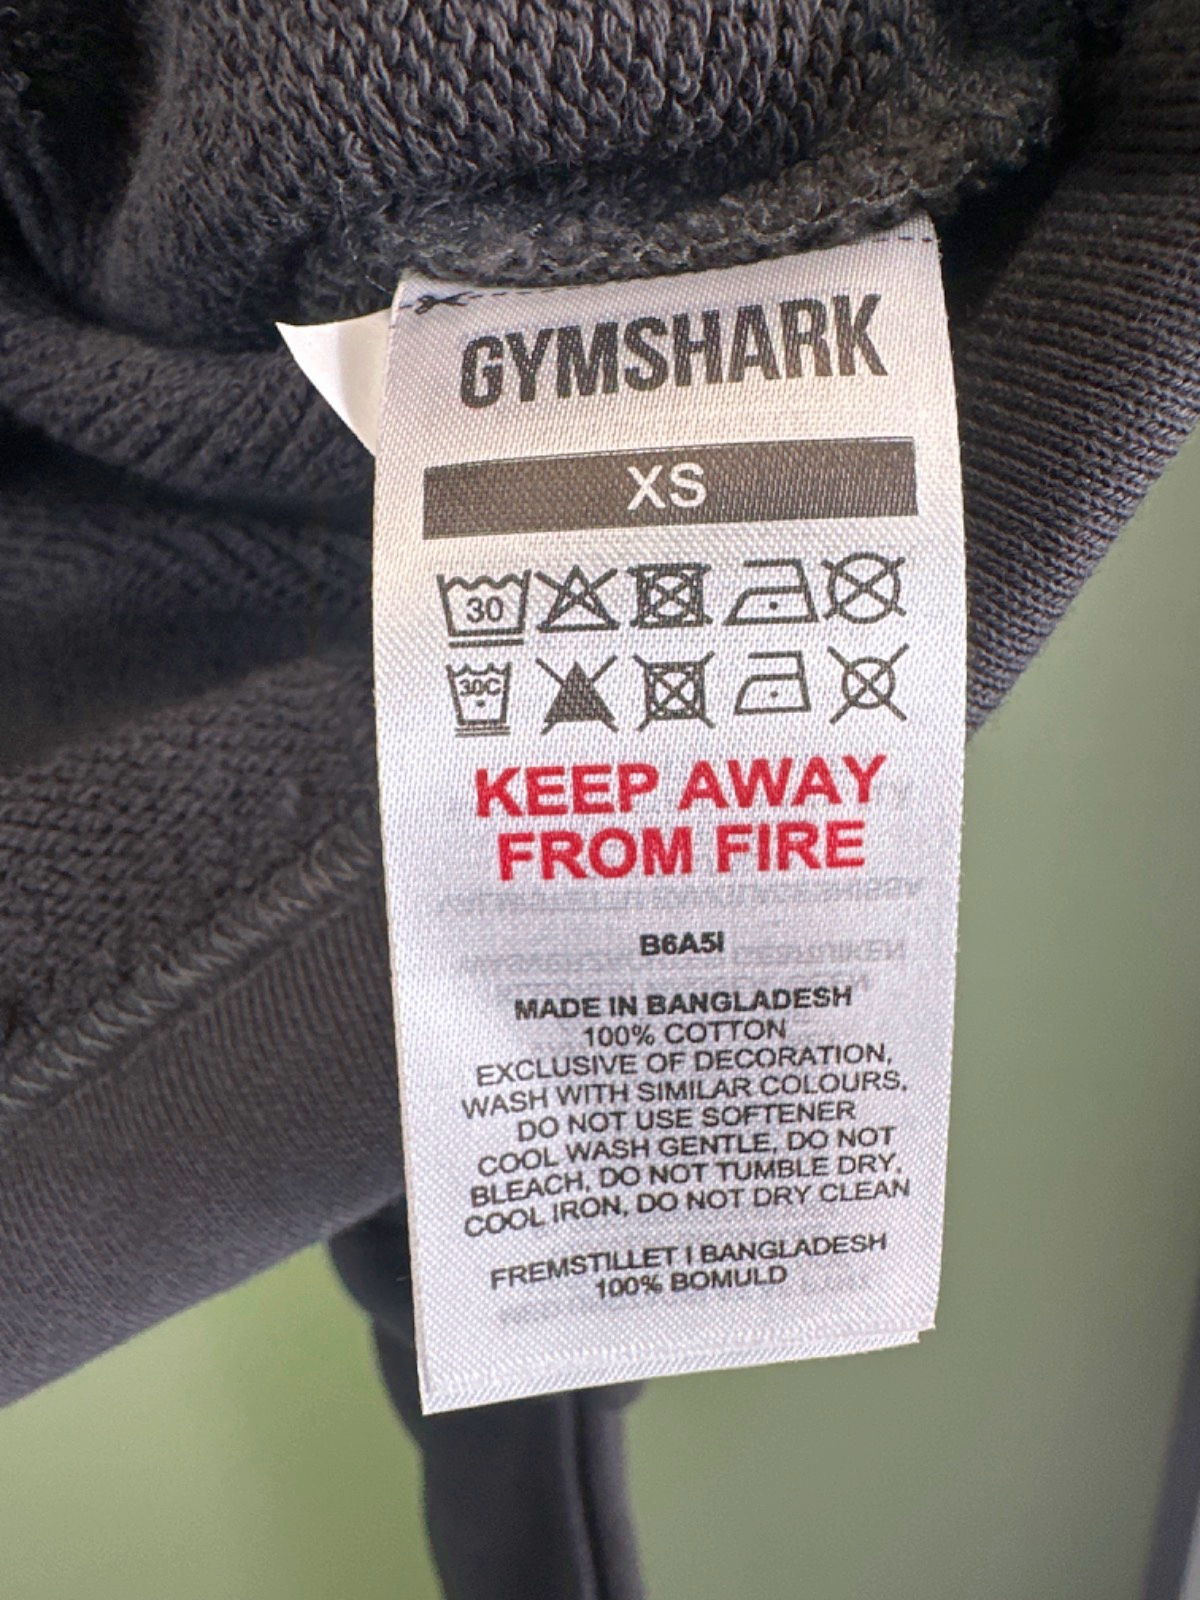 GYMSHARK
XS
30
30C
KEEP AWAY
FROM FIRE
B6A5I
MADE IN BANGLADESH
100% COTTON
EXCLUSIVE OF DECORATION,
WASH WITH SIMILAR COLOURS,
DO NOT USE SOFTENER
COOL WASH GENTLE, DO NOT
BLEACH, DO NOT TUMBLE DRY,
COOL IRON, DO NOT DRY CLEAN
FREMSTILLET I BANGLADESH
100% BOMULD